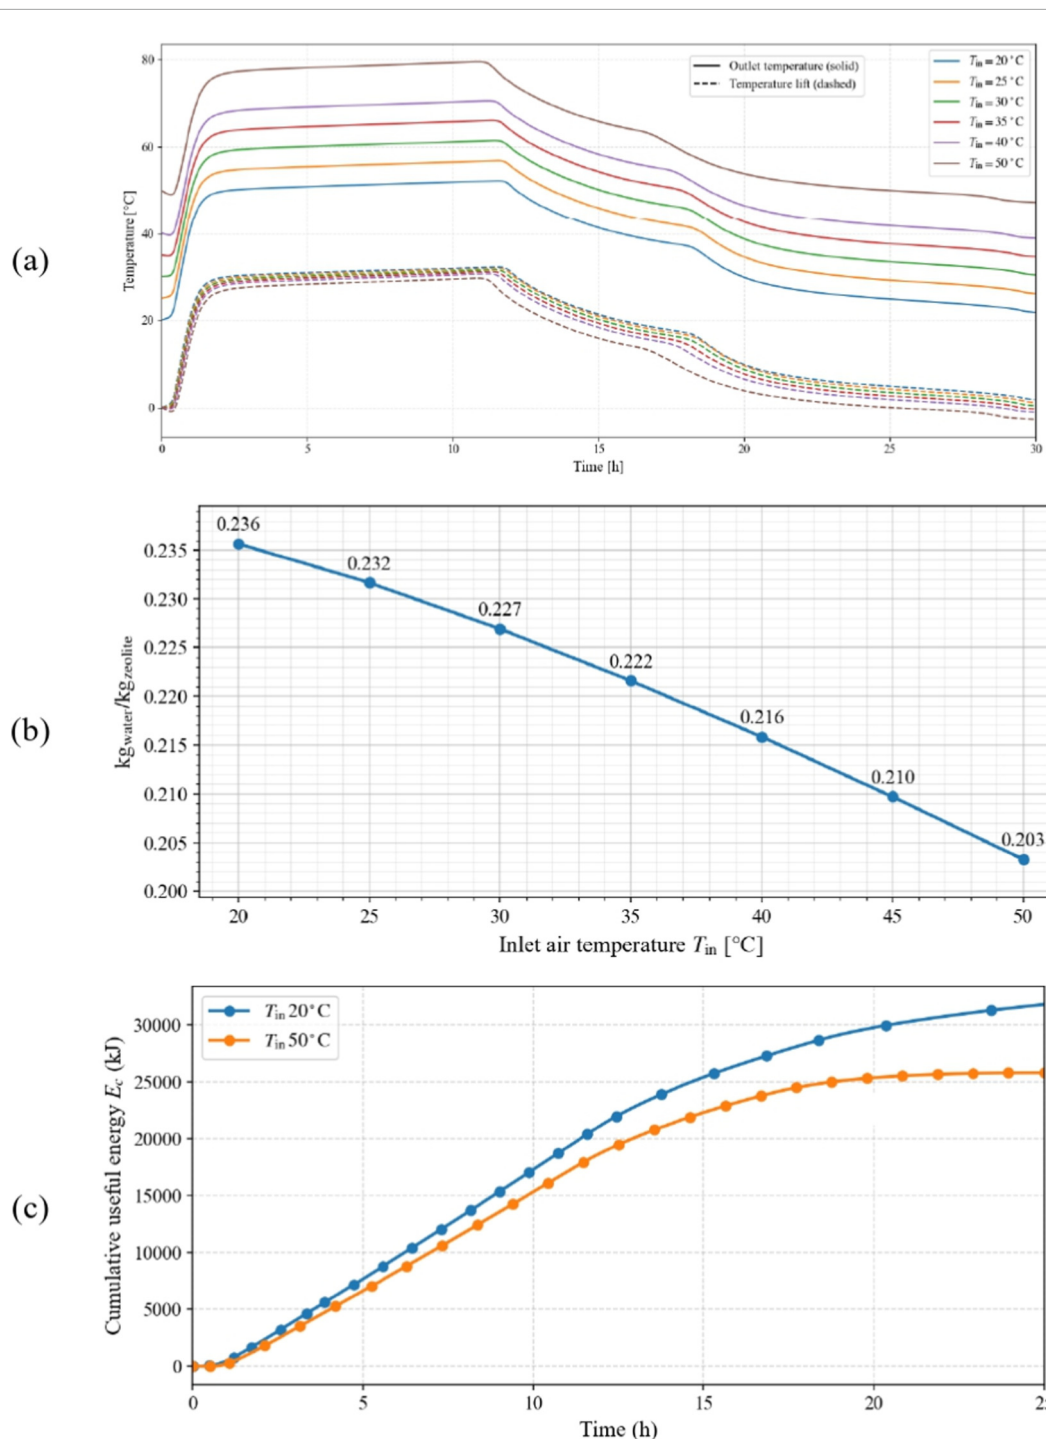 (a)
Temperature [°C]
80
60
40
20
0
Outlet temperature (solid)
Temperature lift (dashed)
T_in = 20°C
T_in = 25°C
T_in = 30°C
T_in = 35°C
T_in = 40°C
T_in = 50°C
0 5 10 15 20 25 30
Time [h]
(b)
kg_water/kg_zeolite
0.235
0.230
0.225
0.220
0.215
0.210
0.205
0.200
0.236
0.232
0.227
0.222
0.216
0.210
0.203
20 25 30 35 40 45 50
Inlet air temperature T_in [°C]
(c)
Cumulative useful energy E_c (kJ)
T_in 20°C
T_in 50°C
30000
25000
20000
15000
10000
5000
0
0 5 10 15 20
Time (h)